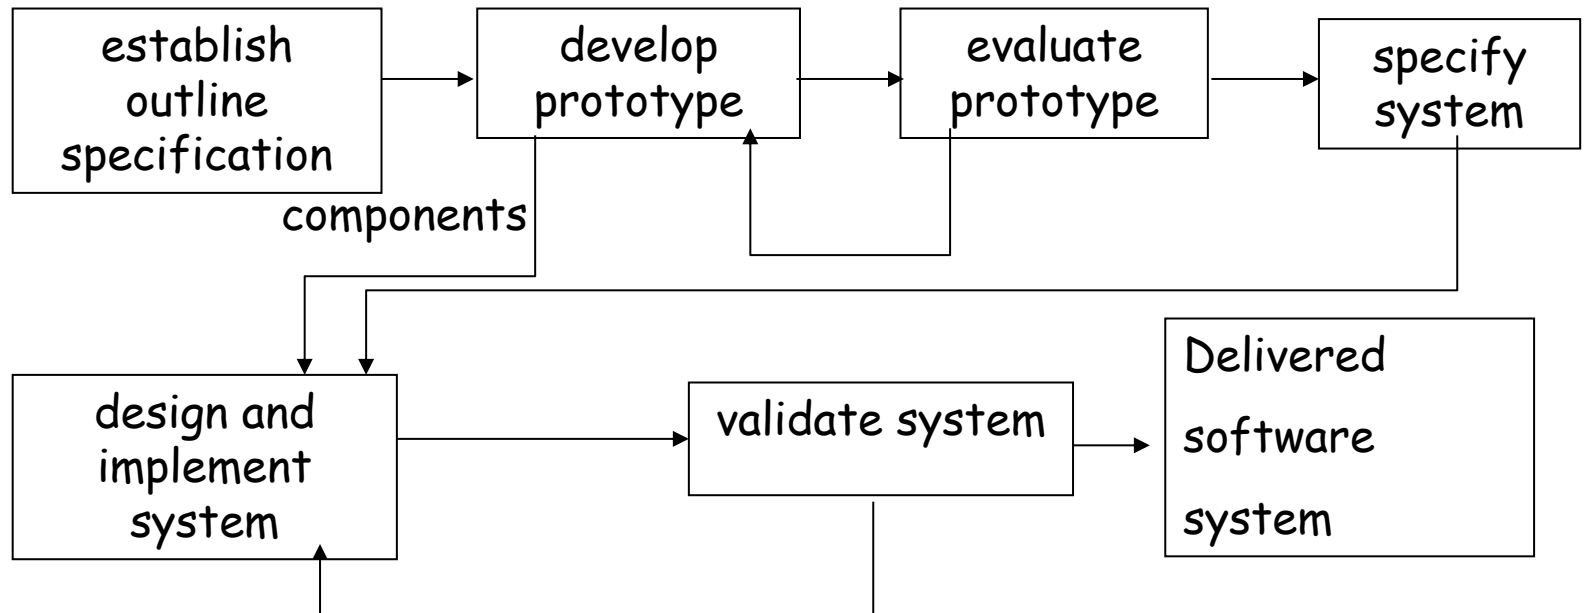 establish
outline
specification
develop
prototype
evaluate
prototype
specify
system
components
design and
implement
system
validate system
Delivered
software
system